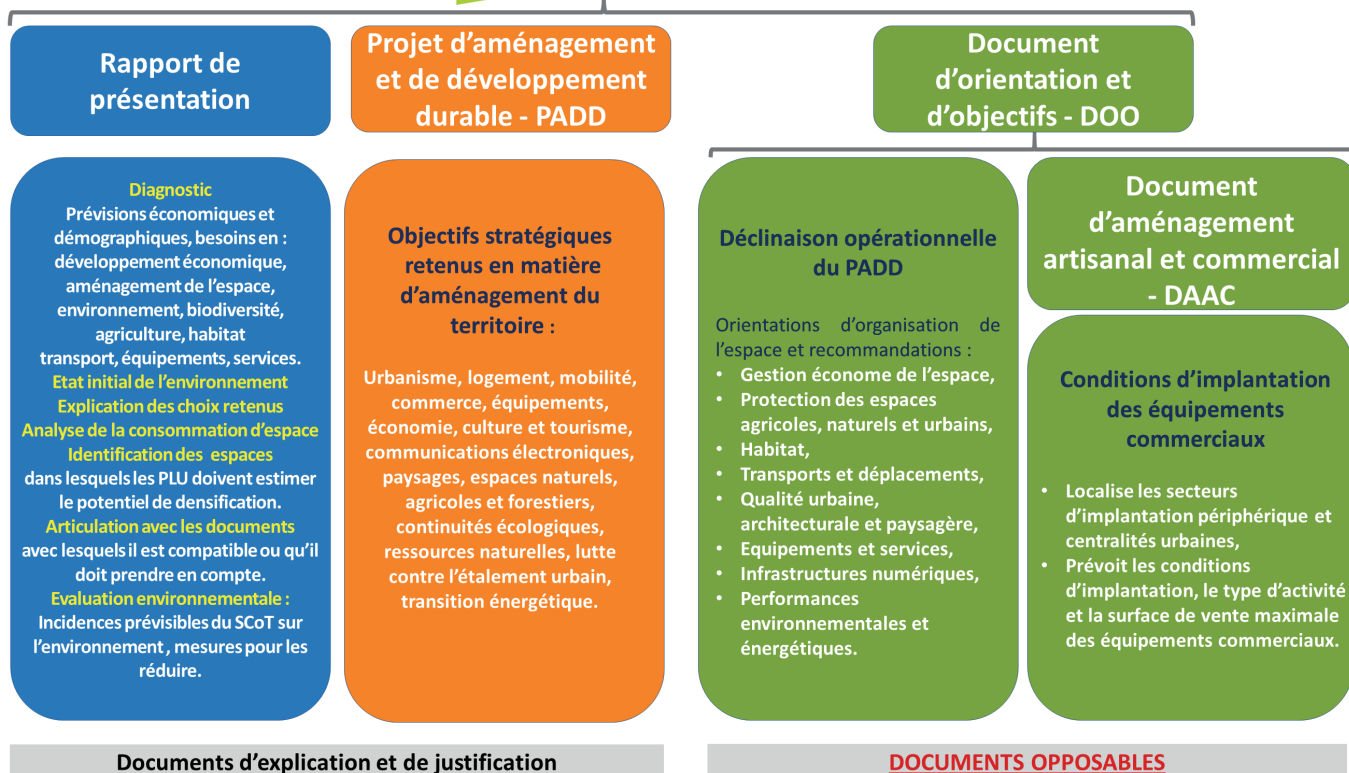 Rapport de
présentation
Projet d'aménagement
et de développement
durable - PADD
Document
d'orientation et
d'objectifs - DOO
Diagnostic
Prévisions économiques et
démographiques, besoins en :
développement économique,
aménagement de l'espace,
environnement, biodiversité,
agriculture, habitat
transport, équipements, services.
Etat initial de l'environnement
Explication des choix retenus
Analyse de la consommation d'espace
Identification des espaces
dans lesquels les PLU doivent estimer
le potentiel de densification.
Articulation avec les documents
avec lesquels il est compatible ou qu'il
doit prendre en compte.
Evaluation environnementale :
Incidences prévisibles du SCoT sur
l'environnement , mesures pour les
réduire.
Objectifs stratégiques
retenus en matière
d'aménagement du
territoire :
Urbanisme, logement, mobilité,
commerce, équipements,
économie, culture et tourisme,
communications électroniques,
paysages, espaces naturels,
agricoles et forestiers,
continuités écologiques,
ressources naturelles, lutte
contre l'étalement urbain,
transition énergétique.
Déclinaison opérationnelle
du PADD
Orientations d'organisation de
l'espace et recommandations :
• Gestion économe de l'espace,
• Protection des espaces
agricoles, naturels et urbains,
• Habitat,
• Transports et déplacements,
• Qualité urbaine,
architecturale et paysagère,
• Equipements et services,
• Infrastructures numériques,
• Performances
environnementales et
énergétiques.
Document
d'aménagement
artisanal et commercial
- DAAC
Conditions d'implantation
des équipements
commerciaux
• Localise les secteurs
d'implantation périphérique et
centralités urbaines,
• Prévoit les conditions
d'implantation, le type d'activité
et la surface de vente maximale
des équipements commerciaux.
Documents d'explication et de justification
DOCUMENTS OPPOSABLES